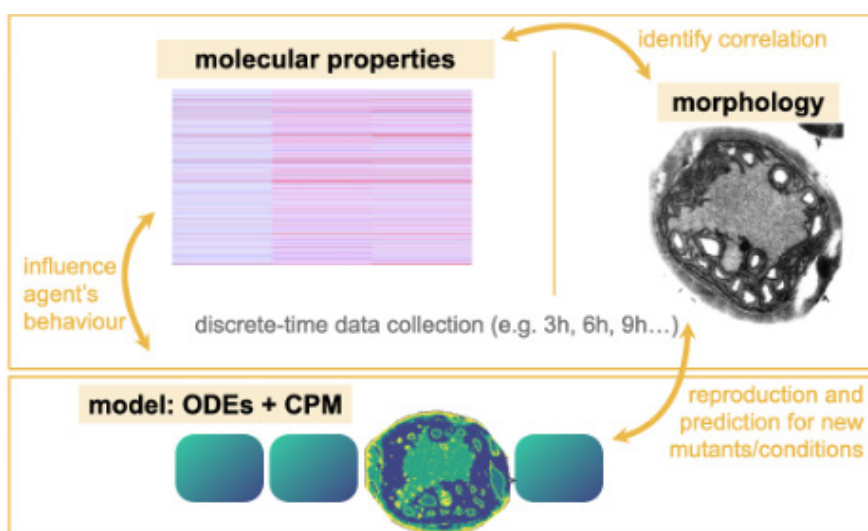 identify correlation
molecular properties
morphology
influence
agent's
behaviour
discrete-time data collection (e.g. 3h, 6h, 9h…)
model: ODEs + CPM
reproduction and
prediction for new
mutants/conditions